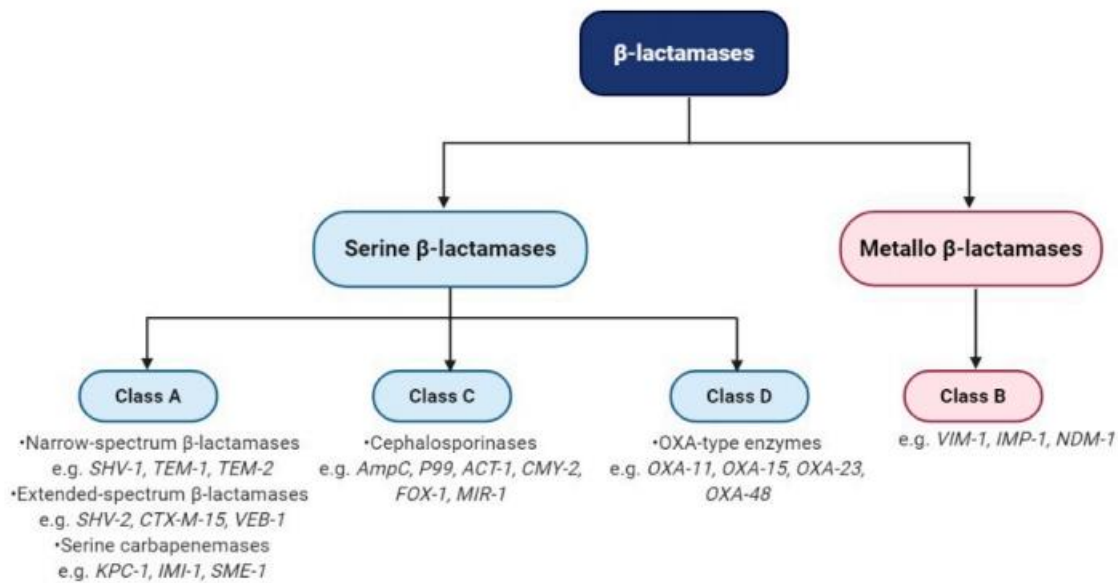 β-lactamases
Serine β-lactamases
Metallo β-lactamases
Class A
Class C
Class D
Class B
•Narrow-spectrum β-lactamases
e.g. SHV-1, TEM-1, TEM-2
•Extended-spectrum β-lactamases
e.g. SHV-2, CTX-M-15, VEB-1
•Serine carbapenemases
e.g. KPC-1, IMI-1, SME-1
•Cephalosporinases
e.g. AmpC, P99, ACT-1, CMY-2,
FOX-1, MIR-1
•OXA-type enzymes
e.g. OXA-11, OXA-15, OXA-23,
OXA-48
e.g. VIM-1, IMP-1, NDM-1